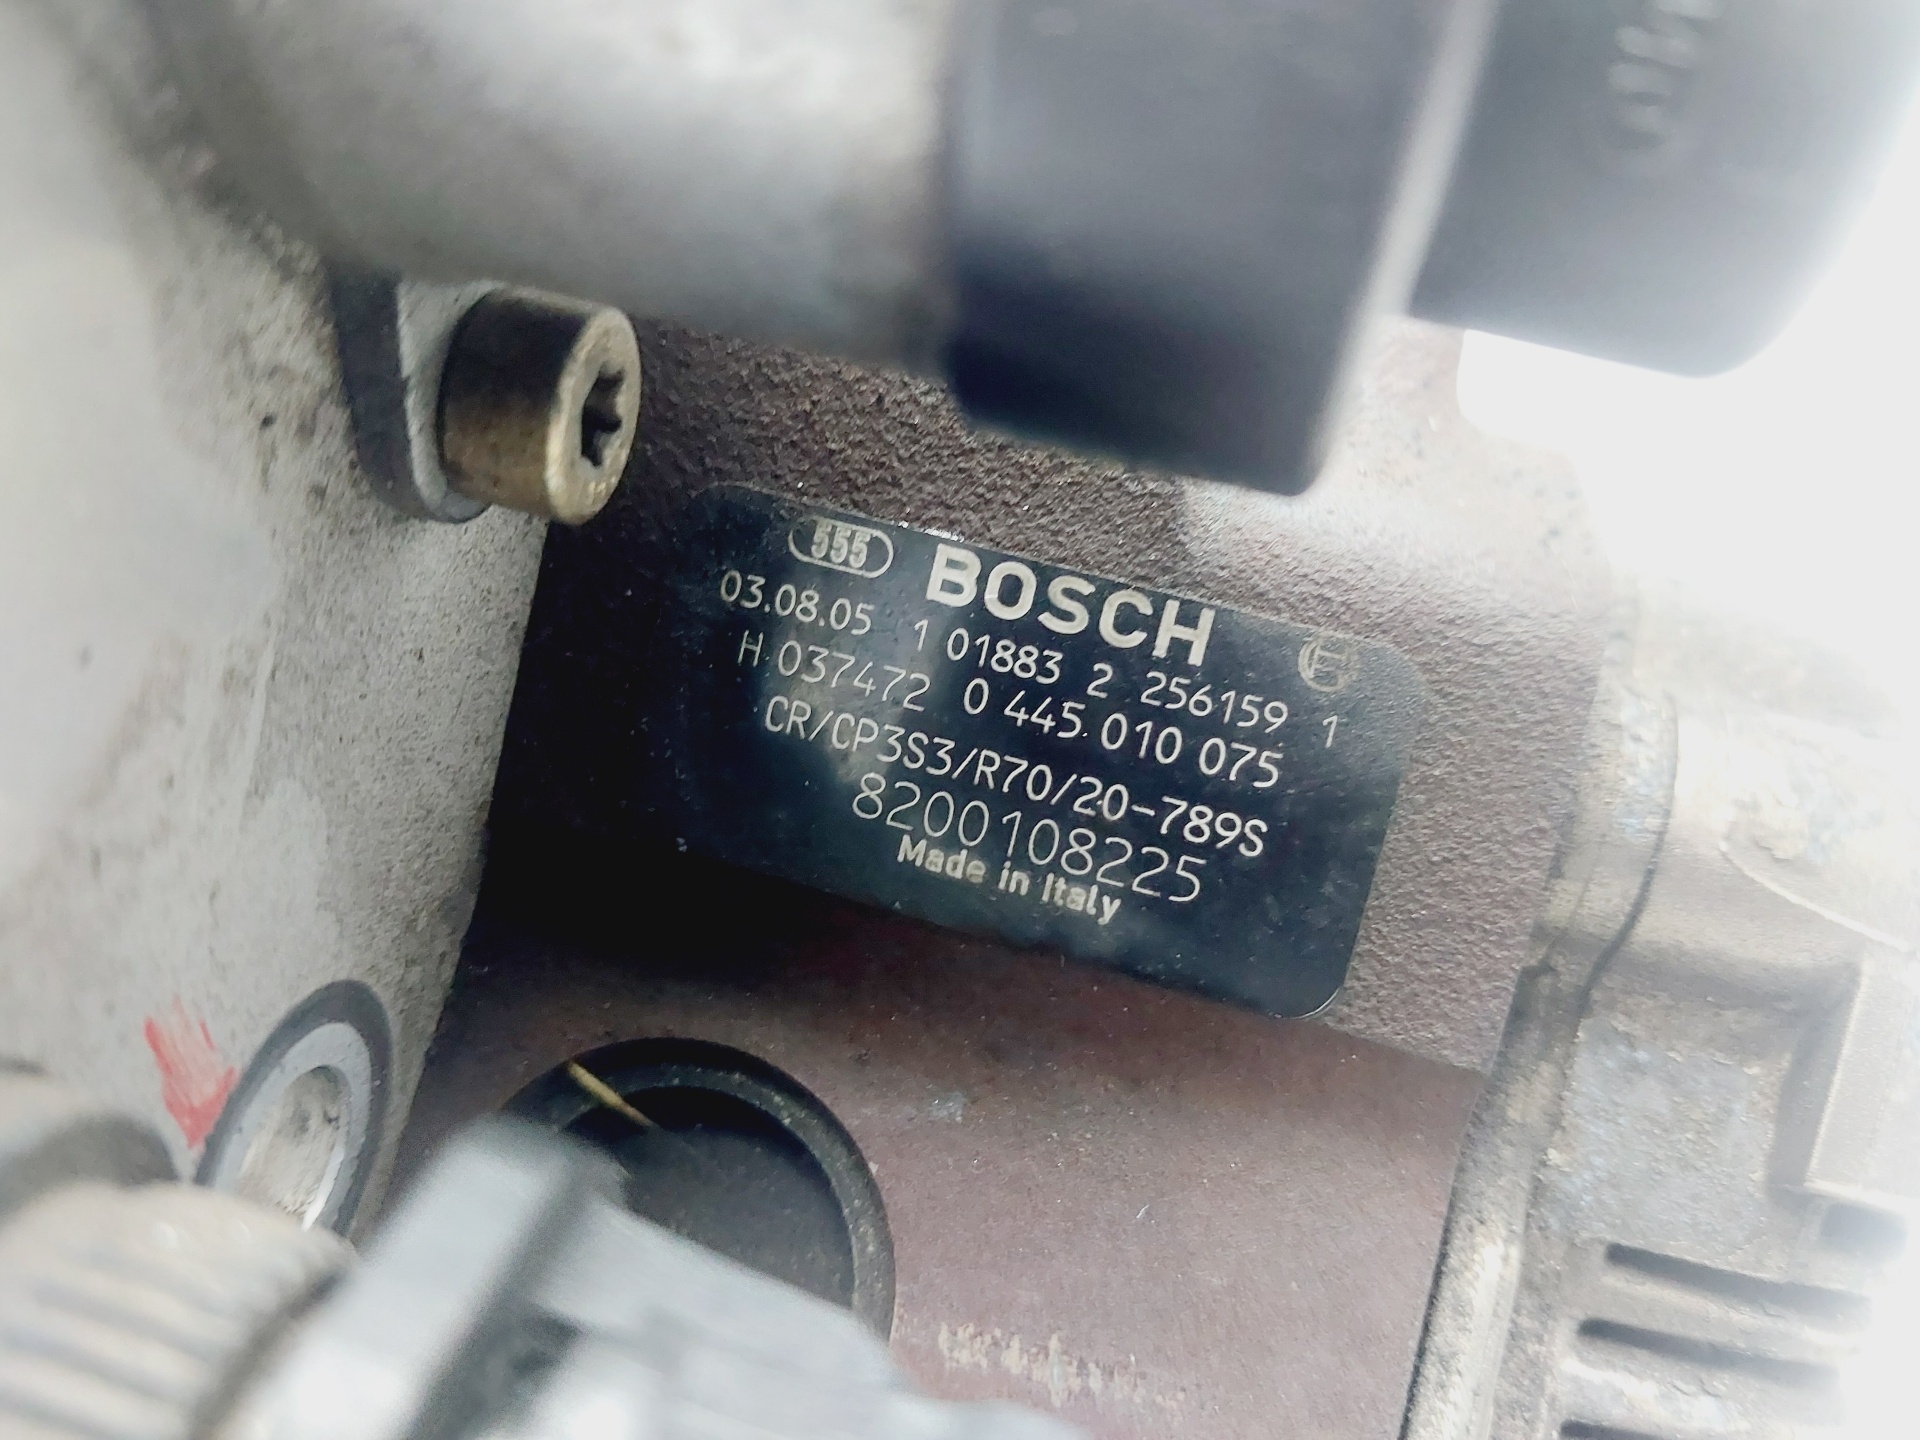 555 BOSCH
03.08.05 1 01883 2 256159 1
H 037472 0 445 010 075
CR/CP3S3/R70/20-789S
8200108225
Made in Italy